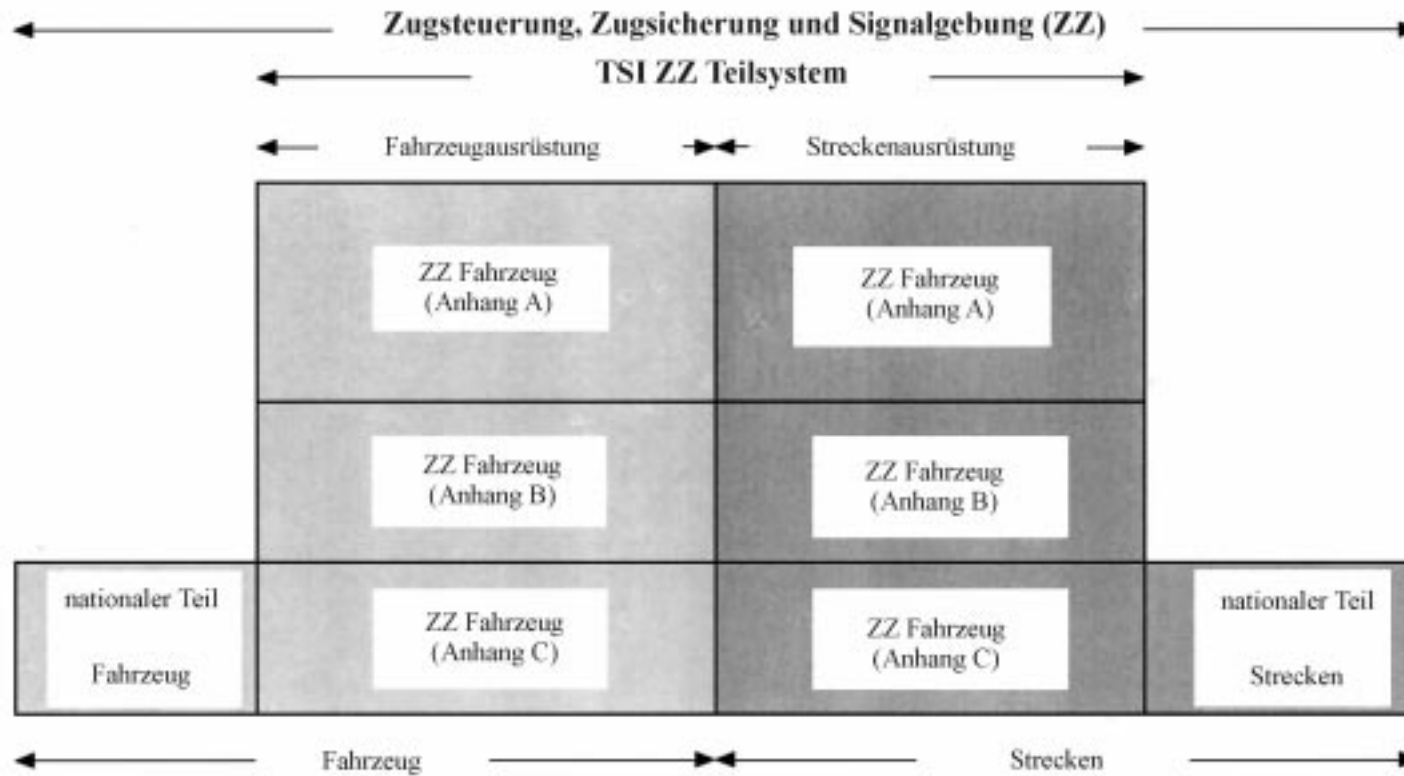 Zugsteuerung, Zugsicherung und Signalgebung (ZZ)
TSI ZZ Teilsystem
Fahrzeugausrüstung
Streckenausrüstung
ZZ Fahrzeug
(Anhang A)
ZZ Fahrzeug
(Anhang A)
ZZ Fahrzeug
(Anhang B)
ZZ Fahrzeug
(Anhang B)
nationaler Teil
Fahrzeug
ZZ Fahrzeug
(Anhang C)
ZZ Fahrzeug
(Anhang C)
nationaler Teil
Strecken
Fahrzeug
Strecken